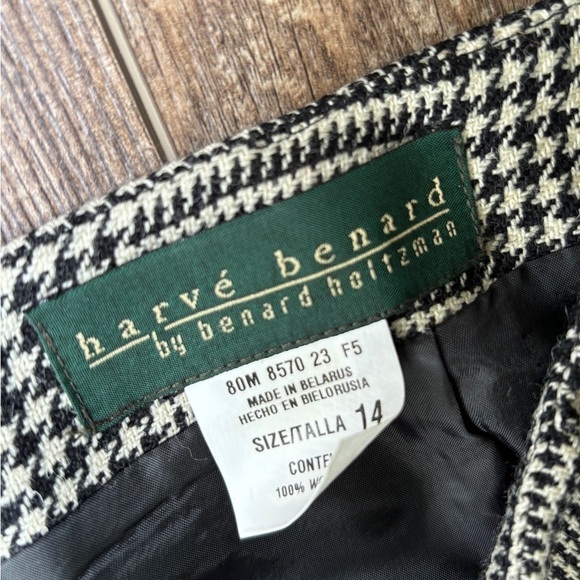 harvé benard
by benard holtzman
80M 8570 23 F5
MADE IN BELARUS
HECHO EN BIELORUSIA
SIZE/TALLA 14
100%